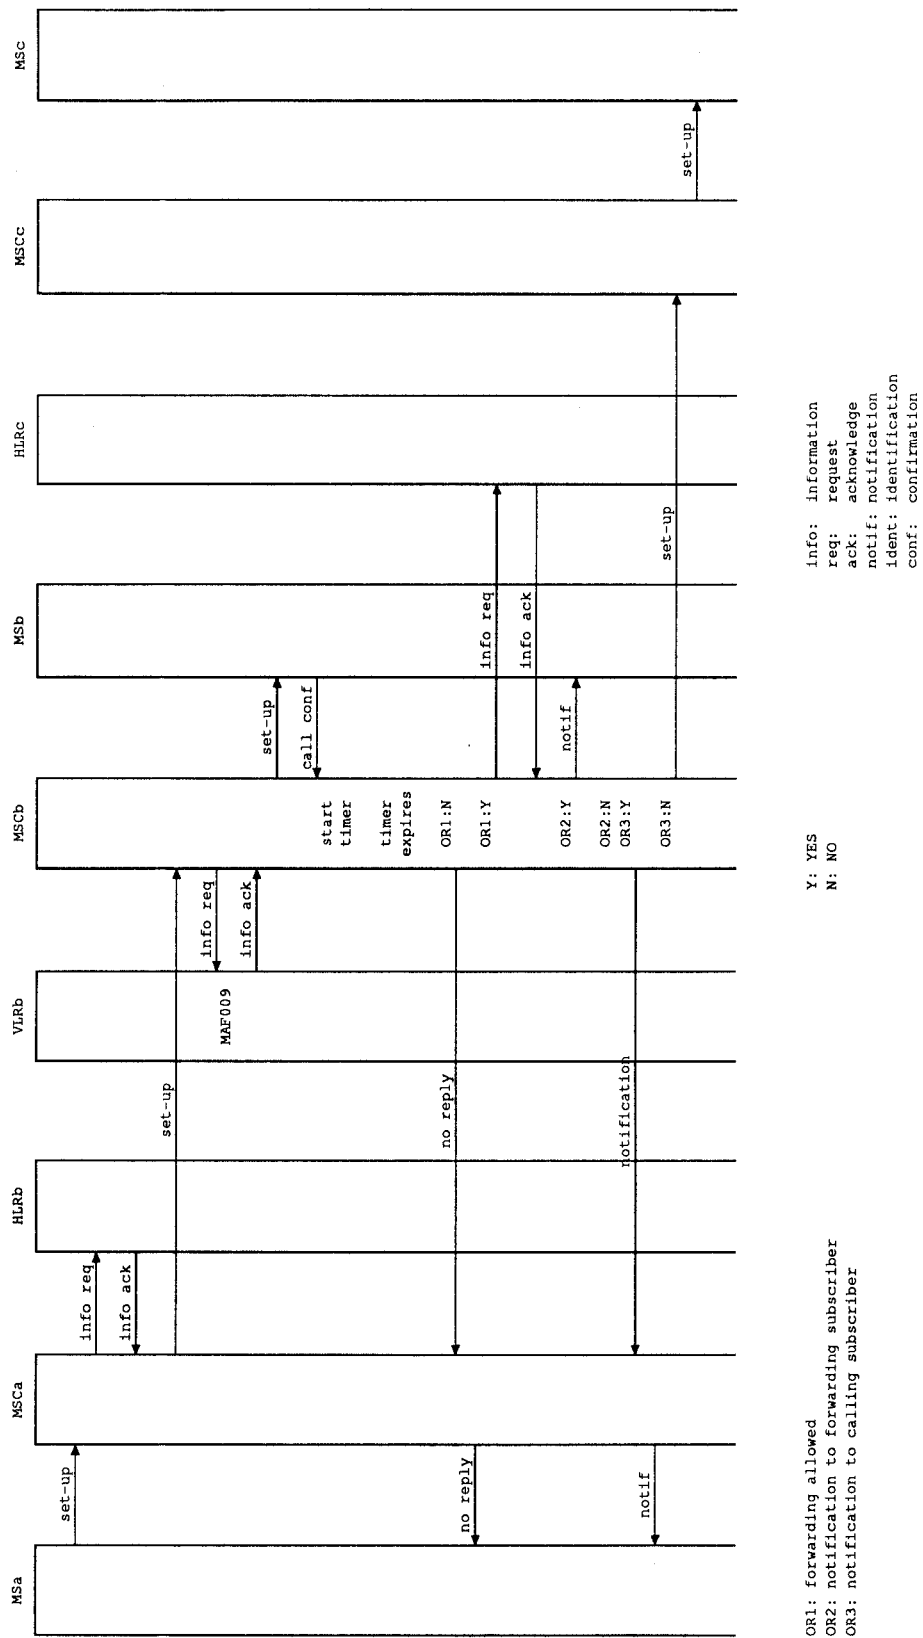 MSa
MSCa
HLRb
VLRb
MSCb
MSb
HLRc
MSCc
MSc
set-up
info req
info ack
set-up
info req
MAF009
info ack
set-up
call conf
start
timer
timer
expires
OR1:N
no reply
no reply
OR1:Y
info req
info ack
OR2:Y
notif
OR2:N
OR3:Y
notification
notif
OR3:N
set-up
set-up
OR1: forwarding allowed
OR2: notification to forwarding subscriber
OR3: notification to calling subscriber
Y: YES
N: NO
info: information
req: request
ack: acknowledge
notif: notification
ident: identification
conf: confirmation